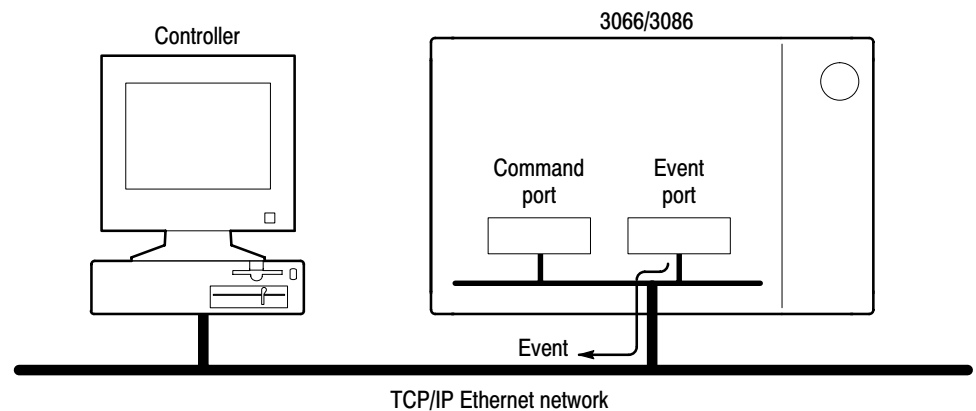 3066/3086
Controller
Command
port
Event
port
Event
TCP/IP Ethernet network